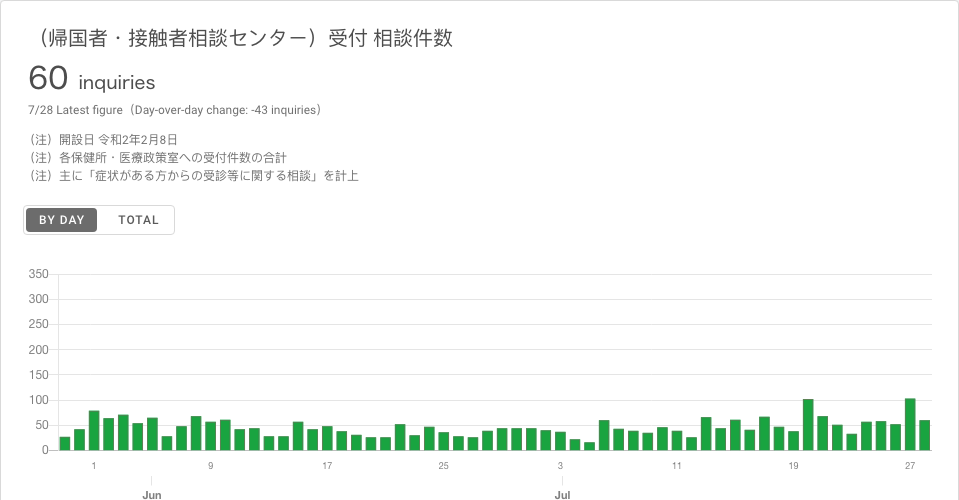 （帰国者・接触者相談センター）受付 相談件数
60 inquiries
7/28 Latest figure（Day-over-day change: -43 inquiries）
（注）開設日 令和2年2月8日
（注）各保健所・医療政策室への受付件数の合計
（注）主に「症状がある方からの受診等に関する相談」を計上
BY DAY TOTAL
350
300
250
200
150
100
50
0
1 9 17 25 3 11 19 27
Jun Jul